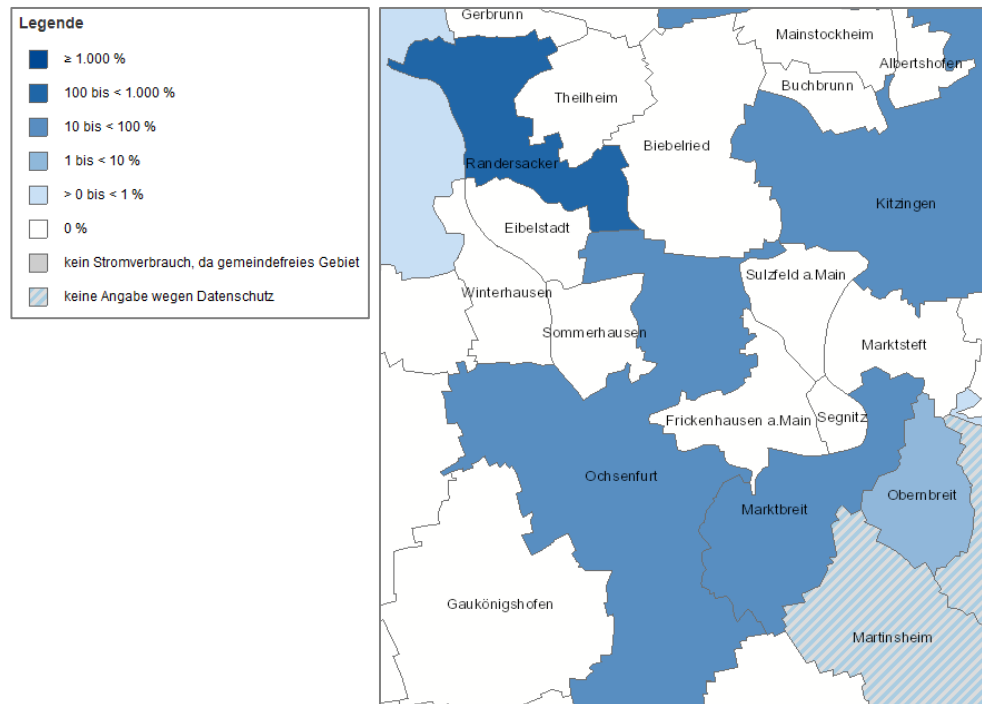 Legende
≥ 1.000 %
100 bis < 1.000 %
10 bis < 100 %
1 bis < 10 %
> 0 bis < 1 %
0 %
kein Stromverbrauch, da gemeindefreies Gebiet
keine Angabe wegen Datenschutz
Gerbrunn
Mainstockheim
Albertshofen
Buchbrunn
Theilheim
Biebelried
Randersacker
Kitzingen
Eibelstadt
Sulzfeld a.Main
Winterhausen
Sommerhausen
Marktsteft
Frickenhausen a.Main
Segnitz
Ochsenfurt
Obernbreit
Marktbreit
Gaukönigshofen
Martinsheim